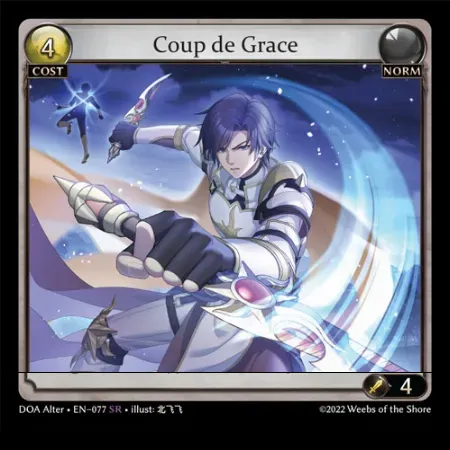 4
Coup de Grace
COST
NORM
4
DOA Alter • EN-077 SR • illust: 北飞飞
©2022 Weebs of the Shore